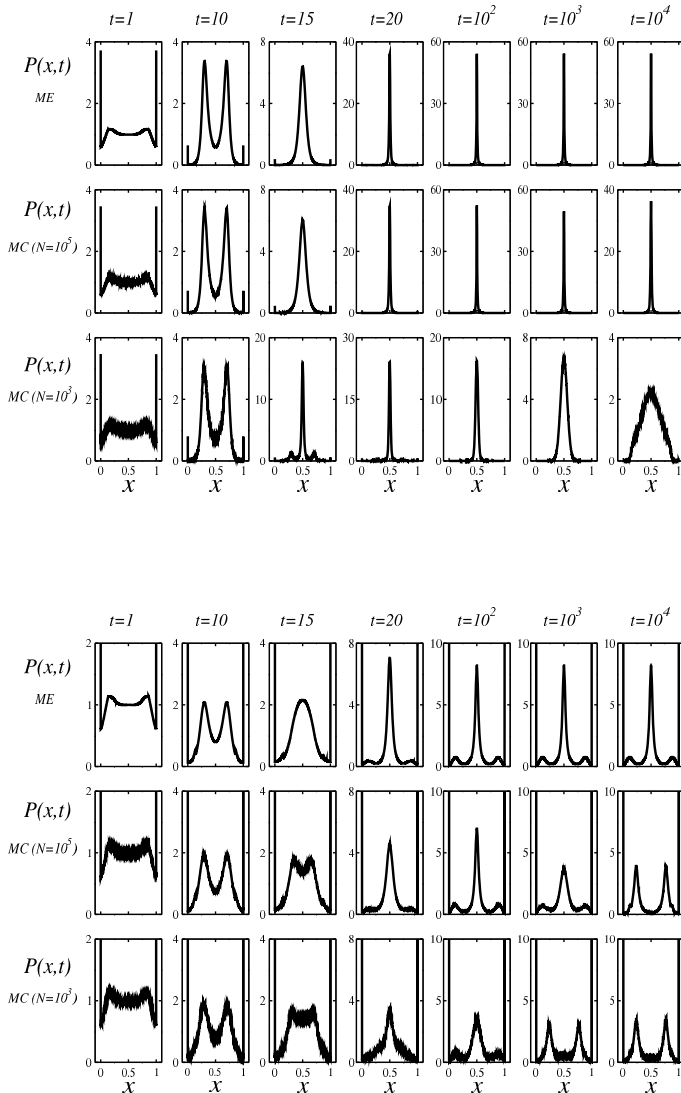 t=1 t=10 t=15 t=20 t=10² t=10³ t=10⁴
4 4 8 40 60 60 60
P(x,t)
ME
2 2 4 20 30 30 30
0 0 0 0 0 0 0
4 4 8 40 60 60 40
P(x,t)
MC (N=10⁵)
2 2 4 20 30 30 20
0 0 0 0 0 0 0
4 4 20 30 20 8 4
P(x,t)
MC (N=10³)
2 2 10 15 10 4 2
0 0 0 0 0 0 0
0 0.5 1 0 0.5 1 0 0.5 1 0 0.5 1 0 0.5 1 0 0.5 1 0 0.5 1
x x x x x x x
t=1 t=10 t=15 t=20 t=10² t=10³ t=10⁴
2 4 4 8 10 10 10
P(x,t)
ME
1 2 2 4 5 5 5
0 0 0 0 0 0 0
2 4 4 8 10 10 10
P(x,t)
MC (N=10⁵)
1 2 2 4 5 5 5
0 0 0 0 0 0 0
2 4 4 8 10 10 10
P(x,t)
MC (N=10³)
1 2 2 4 5 5 5
0 0 0 0 0 0 0
0 0.5 1 0 0.5 1 0 0.5 1 0 0.5 1 0 0.5 1 0 0.5 1 0 0.5 1
x x x x x x x